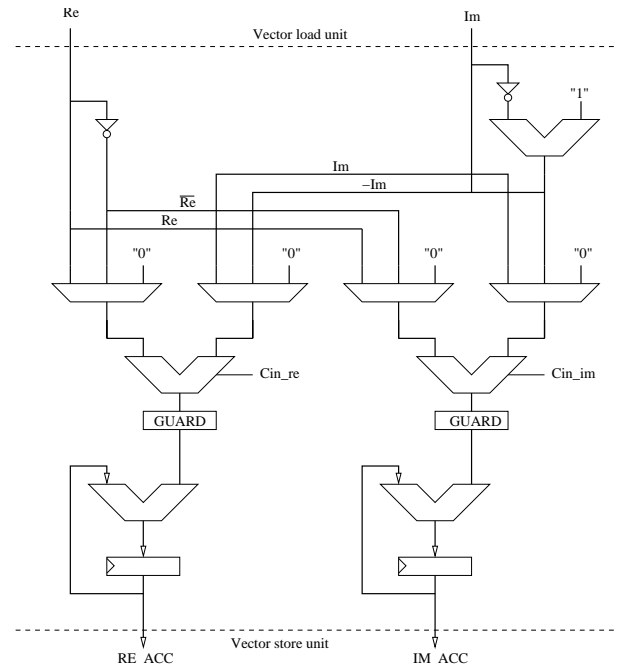 Re
Im
Vector load unit
"1"
Im
−Im
Re
Re
"0"
"0"
"0"
"0"
Cin_re
Cin_im
GUARD
GUARD
Vector store unit
RE ACC
IM ACC